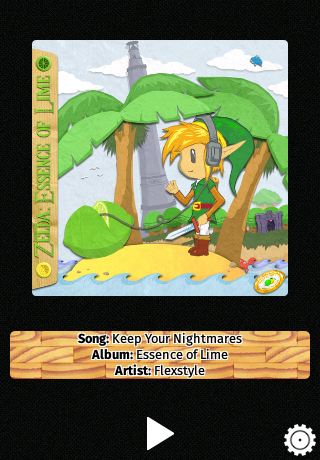 Zelda: Essence of Lime
Song: Keep Your Nightmares
Album: Essence of Lime
Artist: Flexstyle